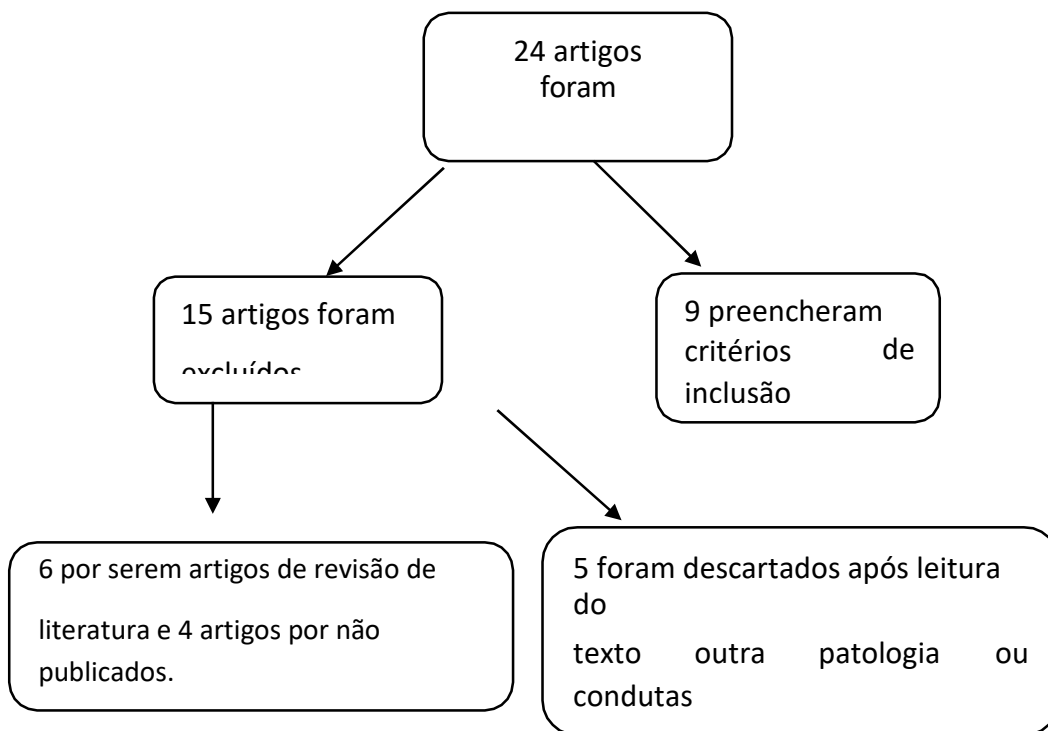 24 artigos
foram
15 artigos foram
excluídos
9 preencheram
critérios de
inclusão
6 por serem artigos de revisão de
literatura e 4 artigos por não
publicados.
5 foram descartados após leitura
do
texto outra patologia ou
condutas